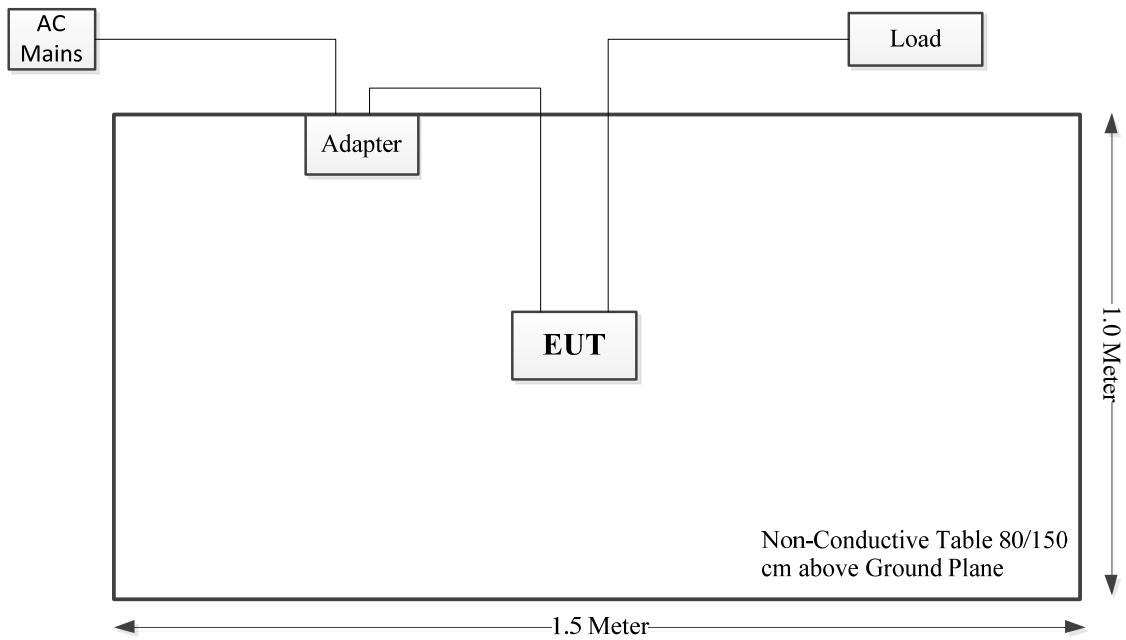 AC
Mains
Load
Adapter
EUT
1.0 Meter
Non-Conductive Table 80/150
cm above Ground Plane
1.5 Meter